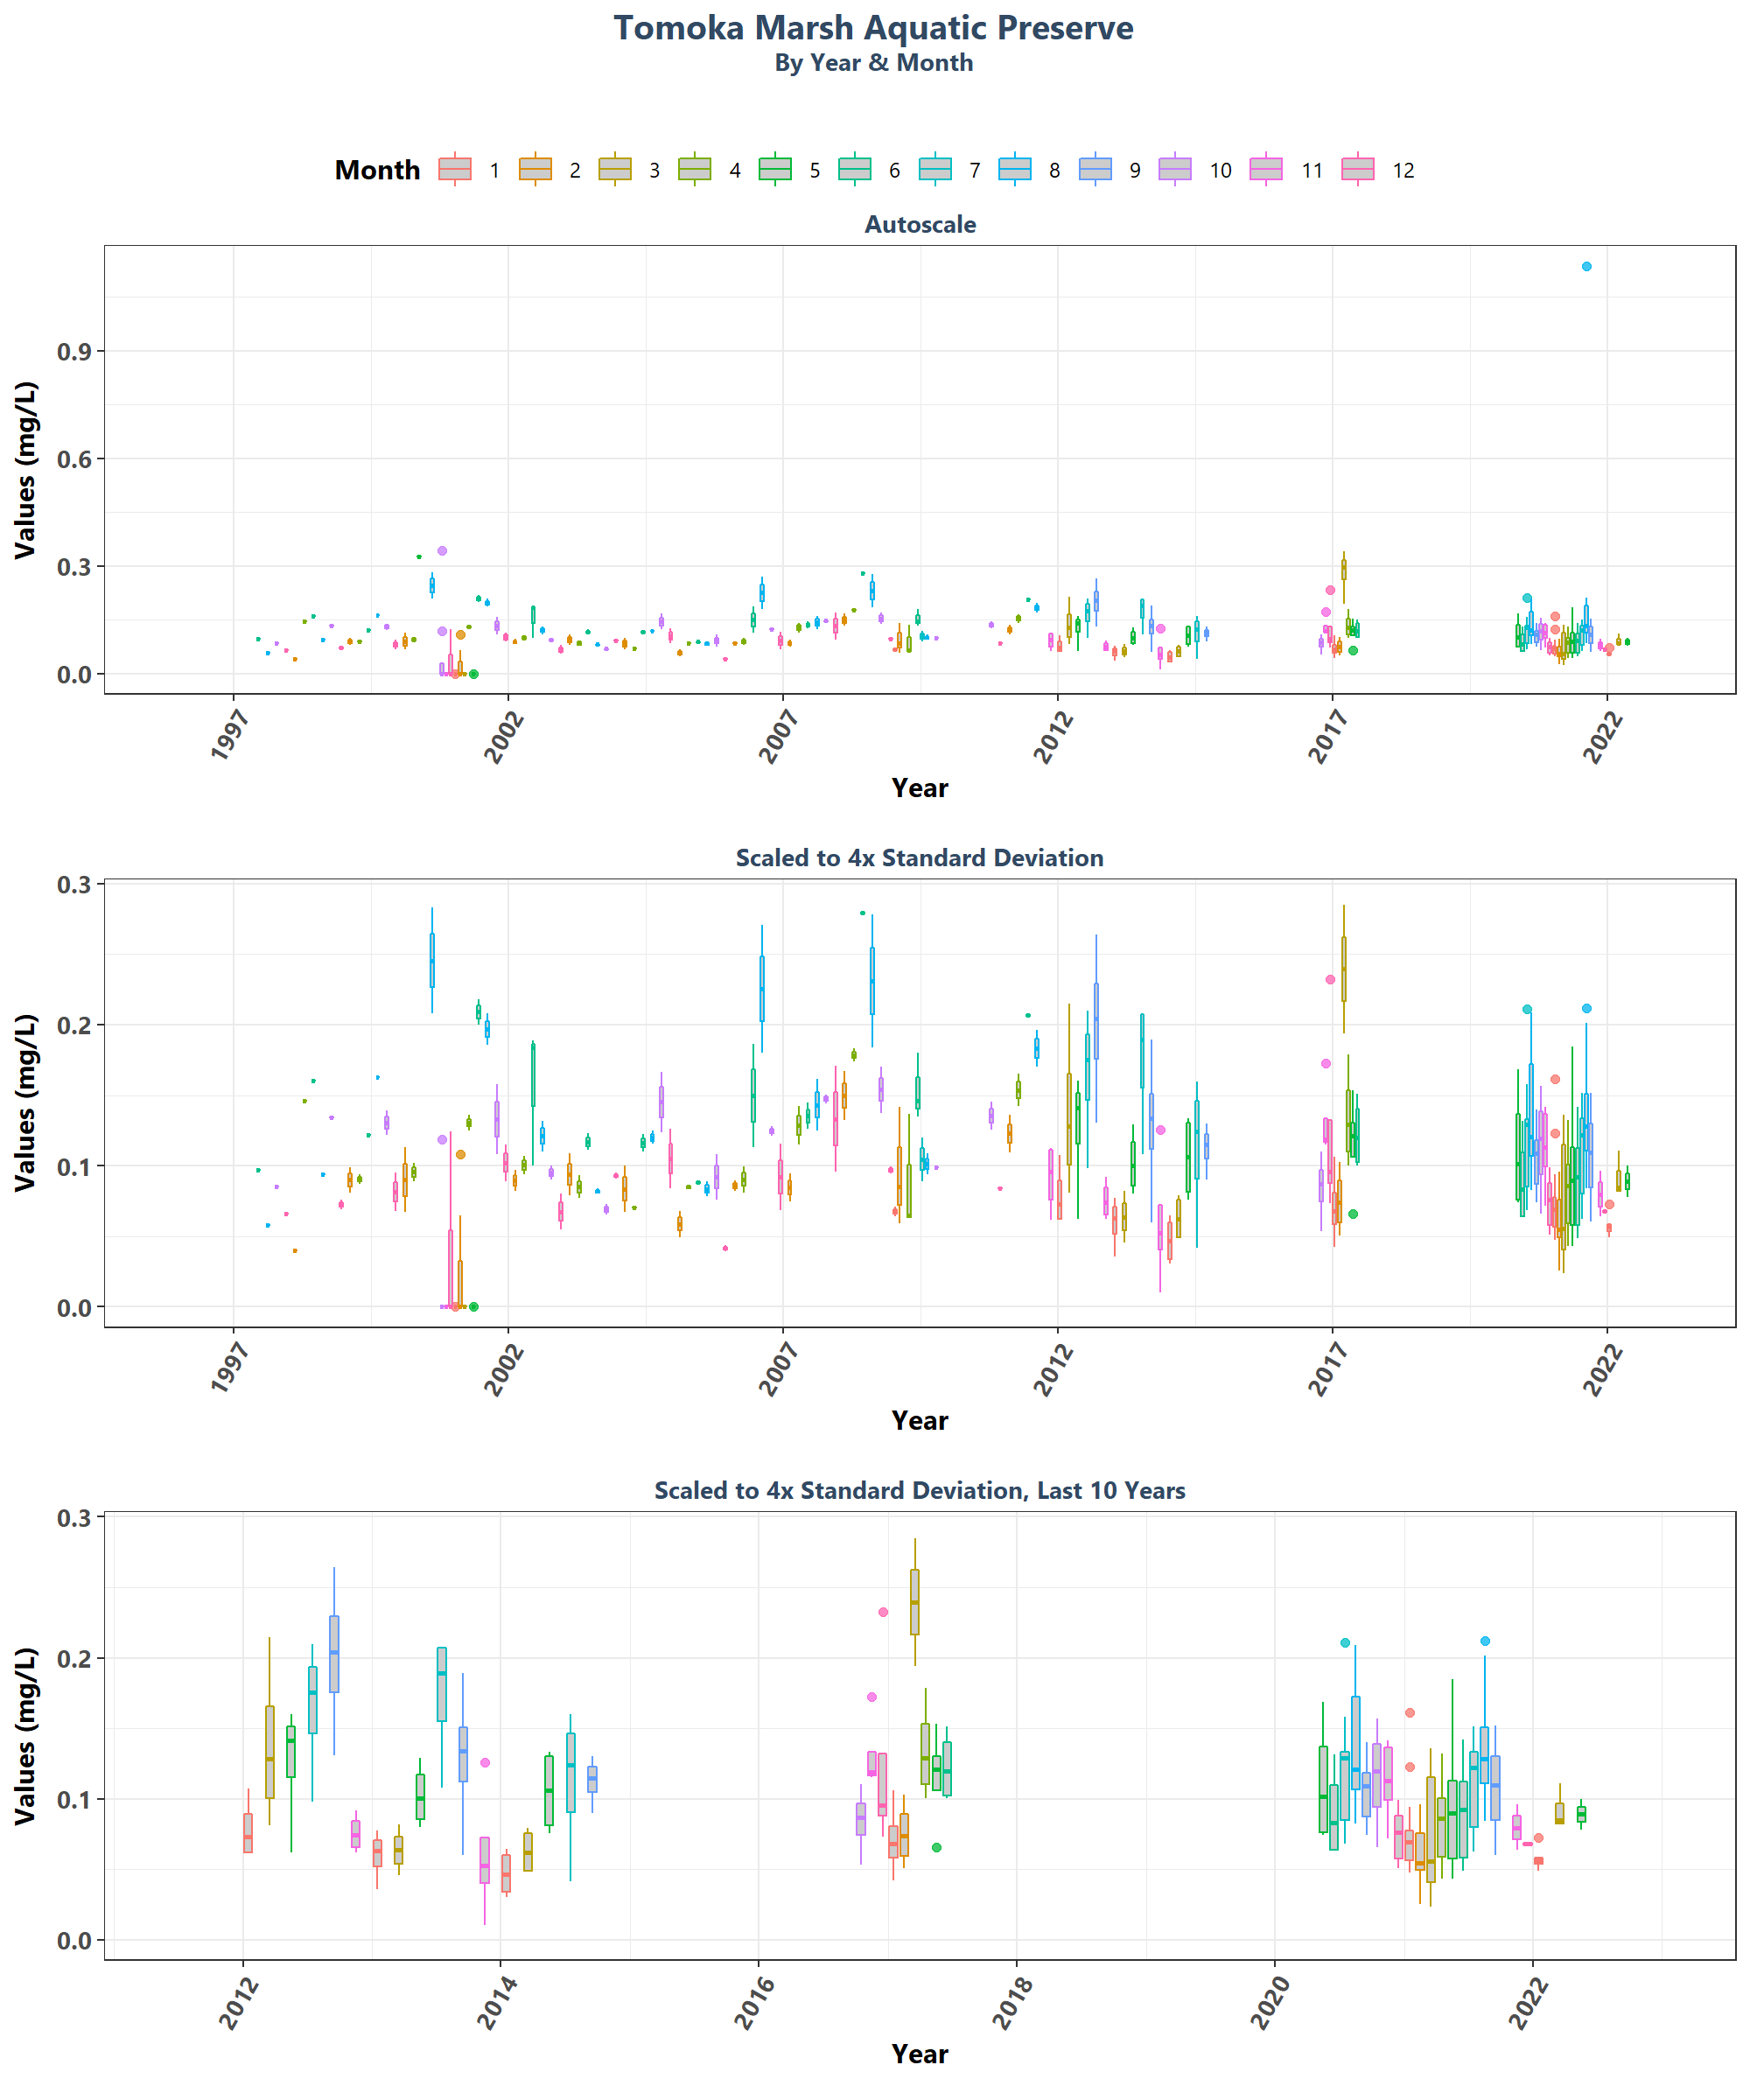 Tomoka Marsh Aquatic Preserve
By Year & Month
Month 1 2 3 4 5 6 7 8 9 10 11 12
Autoscale
Values (mg/L)
0.9
0.6
0.3
0.0
1997 2002 2007 2012 2017 2022
Year
Scaled to 4x Standard Deviation
Values (mg/L)
0.3
0.2
0.1
0.0
1997 2002 2007 2012 2017 2022
Year
Scaled to 4x Standard Deviation, Last 10 Years
Values (mg/L)
0.3
0.2
0.1
0.0
2012 2014 2016 2018 2020 2022
Year